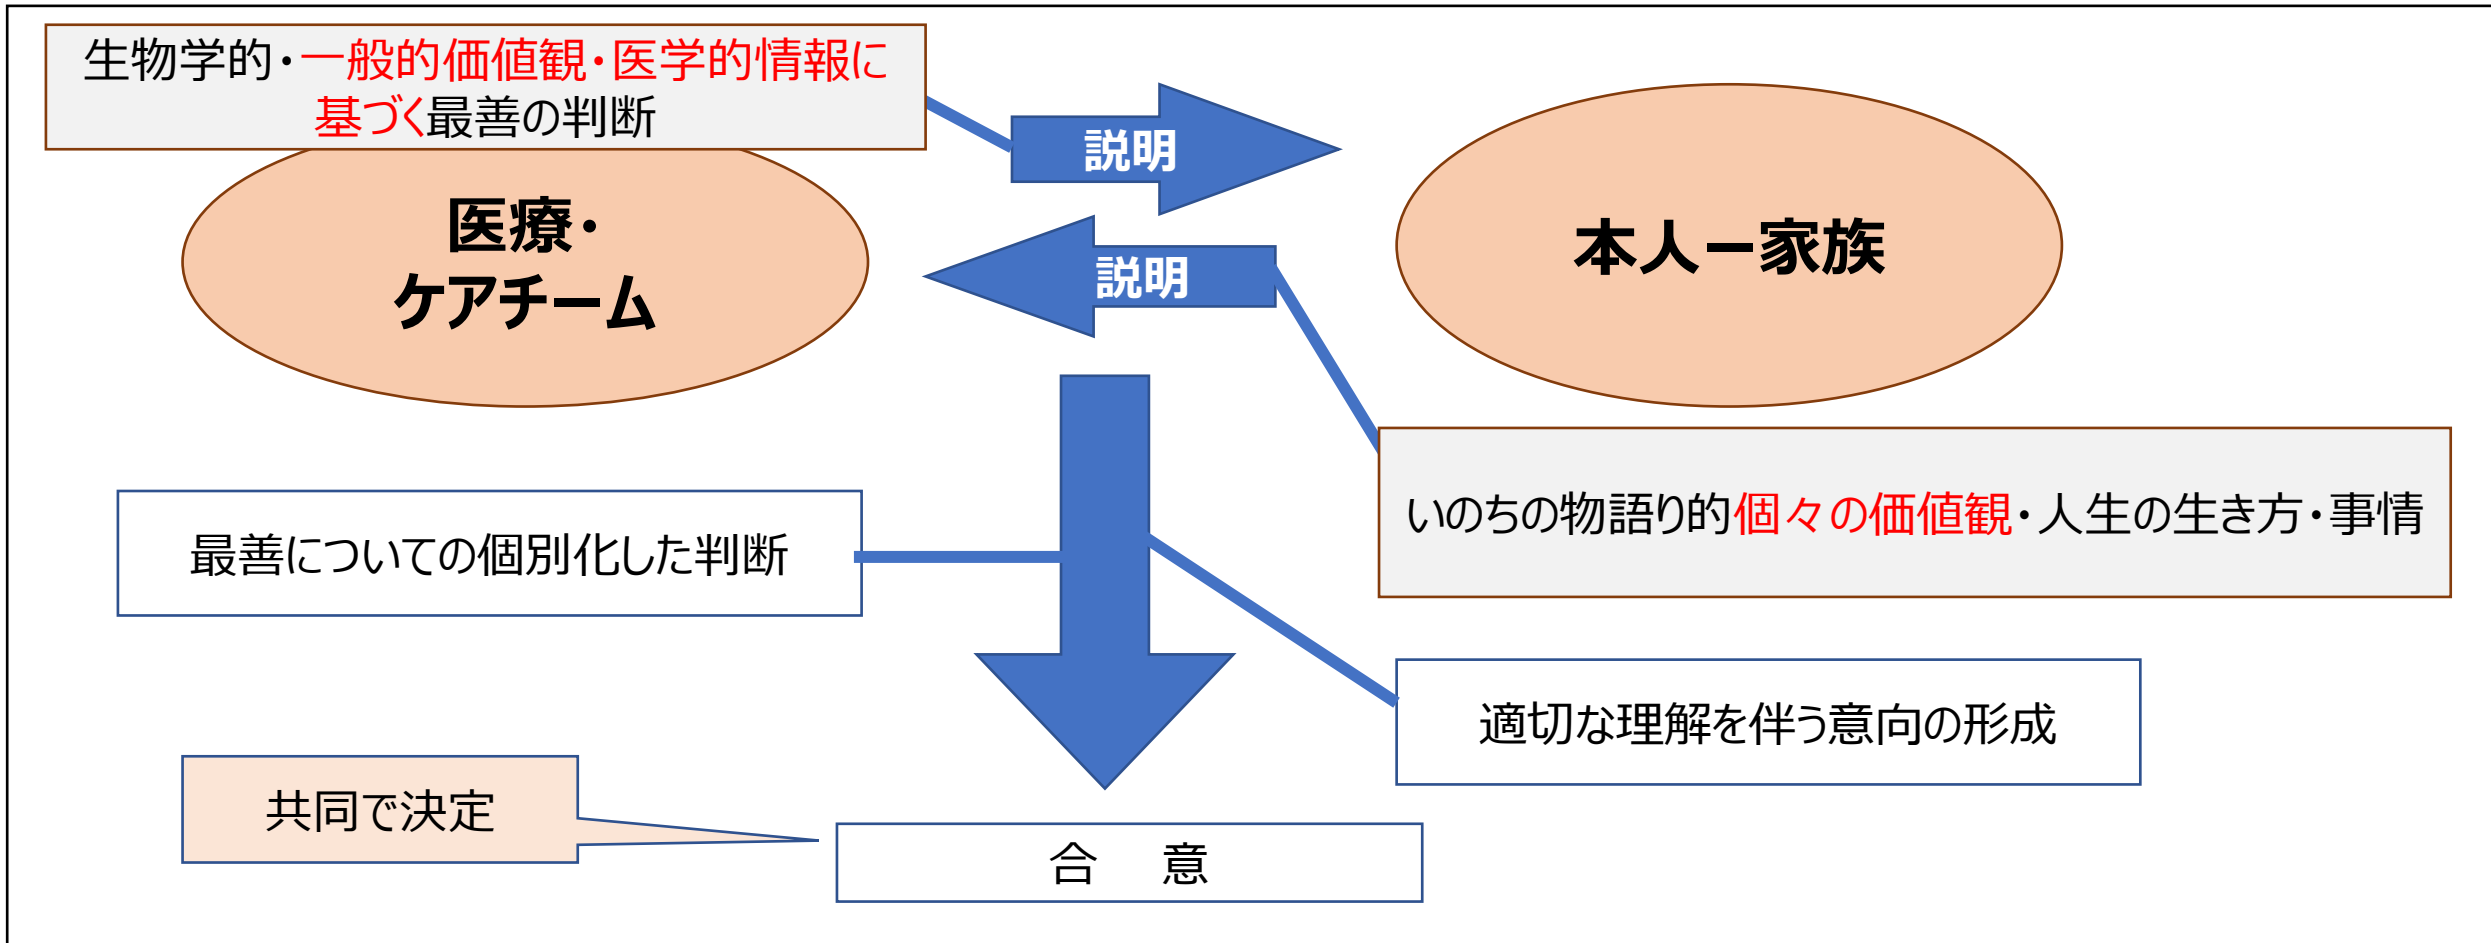 生物学的・一般的価値観・医学的情報に
基づく最善の判断
説明
医療・
ケアチーム
本人ー家族
説明
いのちの物語り的個々の価値観・人生の生き方・事情
最善についての個別化した判断
適切な理解を伴う意向の形成
共同で決定
合　意